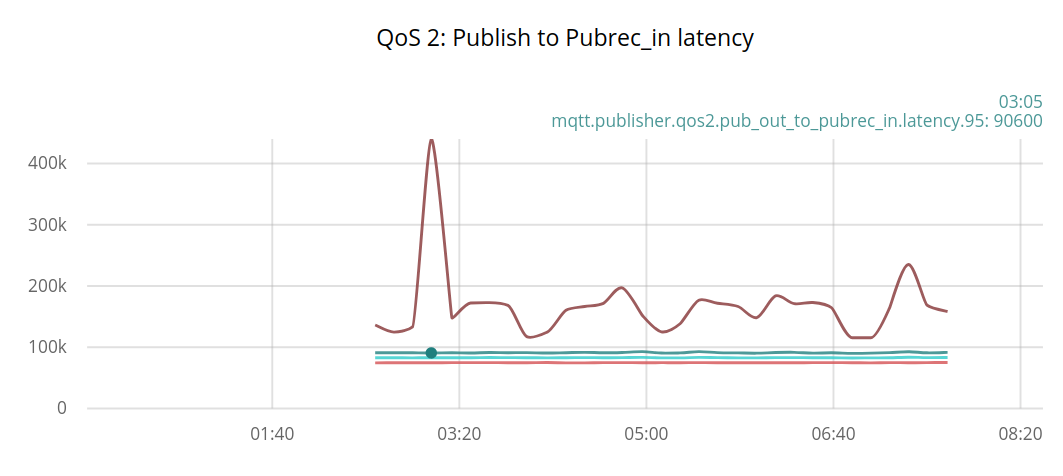 QoS 2: Publish to Pubrec_in latency
03:05
mqtt.publisher.qos2.pub_out_to_pubrec_in.latency.95: 90600
400k
300k
200k
100k
0
01:40 03:20 05:00 06:40 08:20